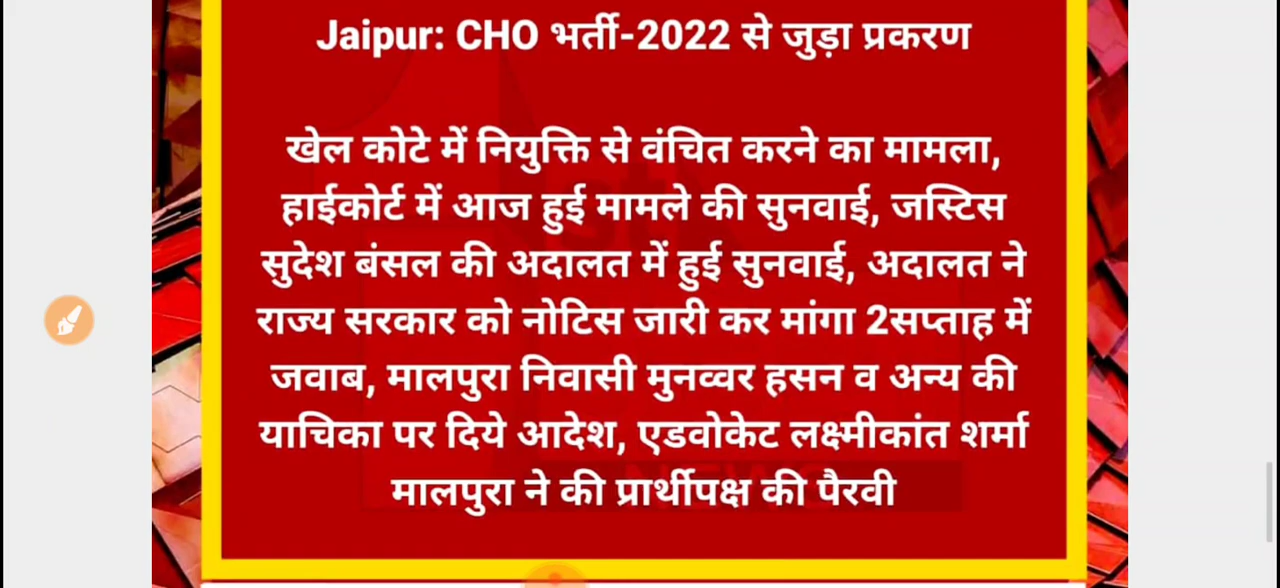 Jaipur: CHO भर्ती-2022 से जुड़ा प्रकरण
खेल कोटे में नियुक्ति से वंचित करने का मामला,
हाईकोर्ट में आज हुई मामले की सुनवाई, जस्टिस
सुदेश बंसल की अदालत में हुई सुनवाई, अदालत ने
राज्य सरकार को नोटिस जारी कर मांगा 2सप्ताह में
जवाब, मालपुरा निवासी मुनव्वर हसन व अन्य की
याचिका पर दिये आदेश, एडवोकेट लक्ष्मीकांत शर्मा
मालपुरा ने की प्रार्थीपक्ष की पैरवी